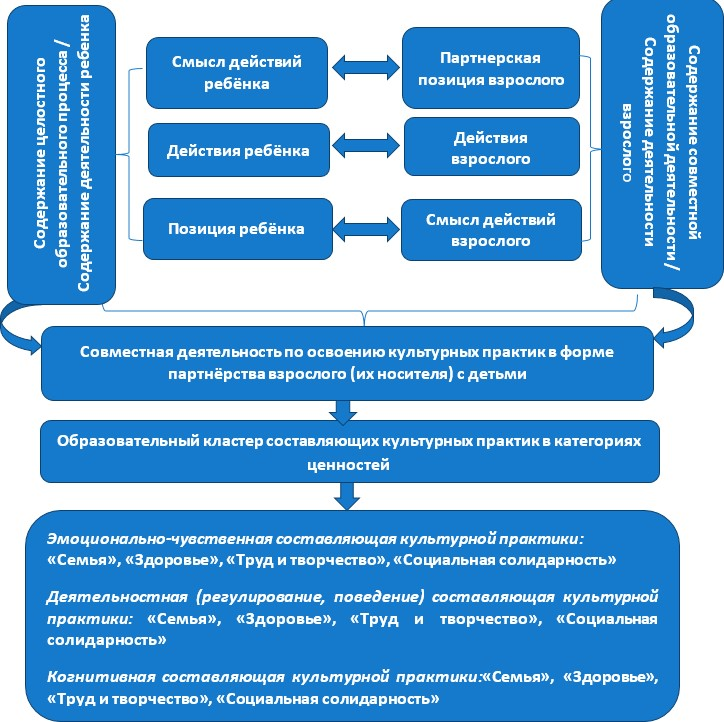 Содержание целостного
образовательного процесса /
Содержание деятельности ребенка
Смысл действий
ребёнка
Партнерская
позиция взрослого
Действия ребёнка
Действия
взрослого
Позиция ребёнка
Смысл действий
взрослого
Содержание совместной
образовательной деятельности /
Содержание деятельности
взрослого
Совместная деятельность по освоению культурных практик в форме
партнёрства взрослого (их носителя) с детьми
Образовательный кластер составляющих культурных практик в категориях
ценностей
Эмоционально-чувственная составляющая культурной практики:
«Семья», «Здоровье», «Труд и творчество», «Социальная солидарность»
Деятельностная (регулирование, поведение) составляющая культурной
практики: «Семья», «Здоровье», «Труд и творчество», «Социальная
солидарность»
Когнитивная составляющая культурной практики:«Семья», «Здоровье»,
«Труд и творчество», «Социальная солидарность»